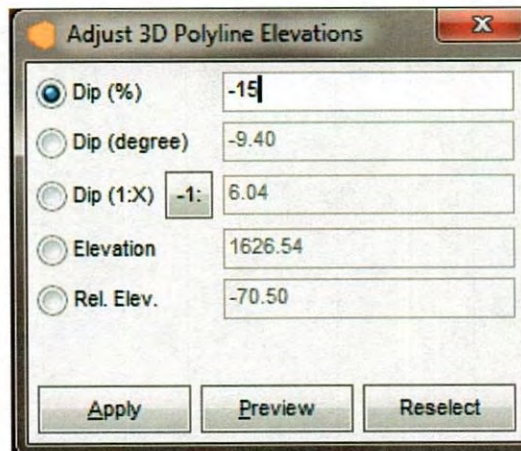 Adjust 3D Polyline Elevations
Dip (%) -15
Dip (degree) -9.40
Dip (1:X) -1: 6.04
Elevation 1626.54
Rel. Elev. -70.50
Apply Preview Reselect